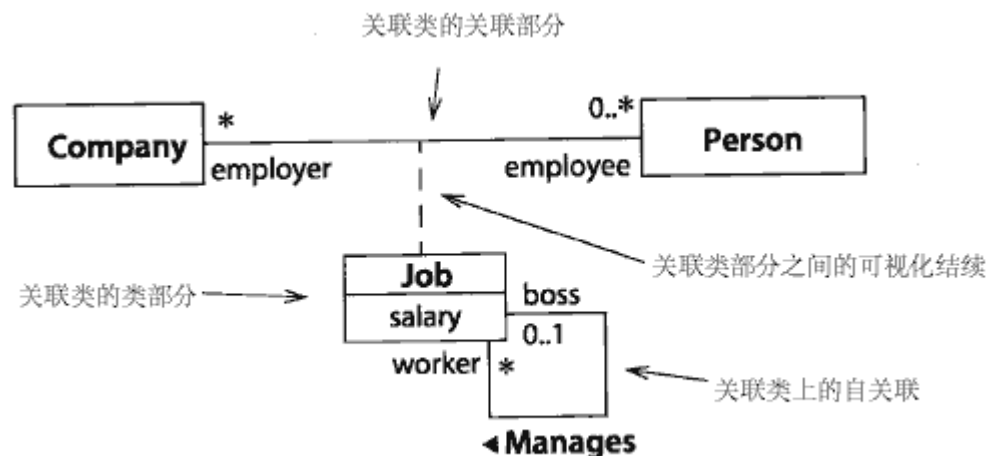 关联类的关联部分
*
0..*
Company
Person
employer
employee
关联类部分之间的可视化结续
Job
关联类的类部分
boss
salary
0..1
worker
*
关联类上的自关联
◄Manages